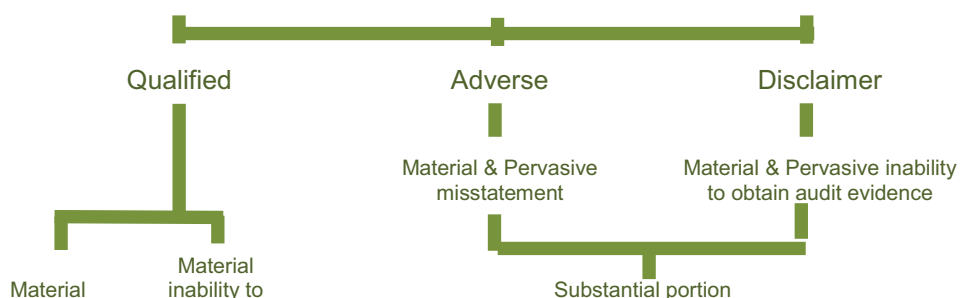 Qualified
Adverse
Disclaimer
Material & Pervasive
misstatement
Material & Pervasive inability
to obtain audit evidence
Material
Material
inability to
Substantial portion